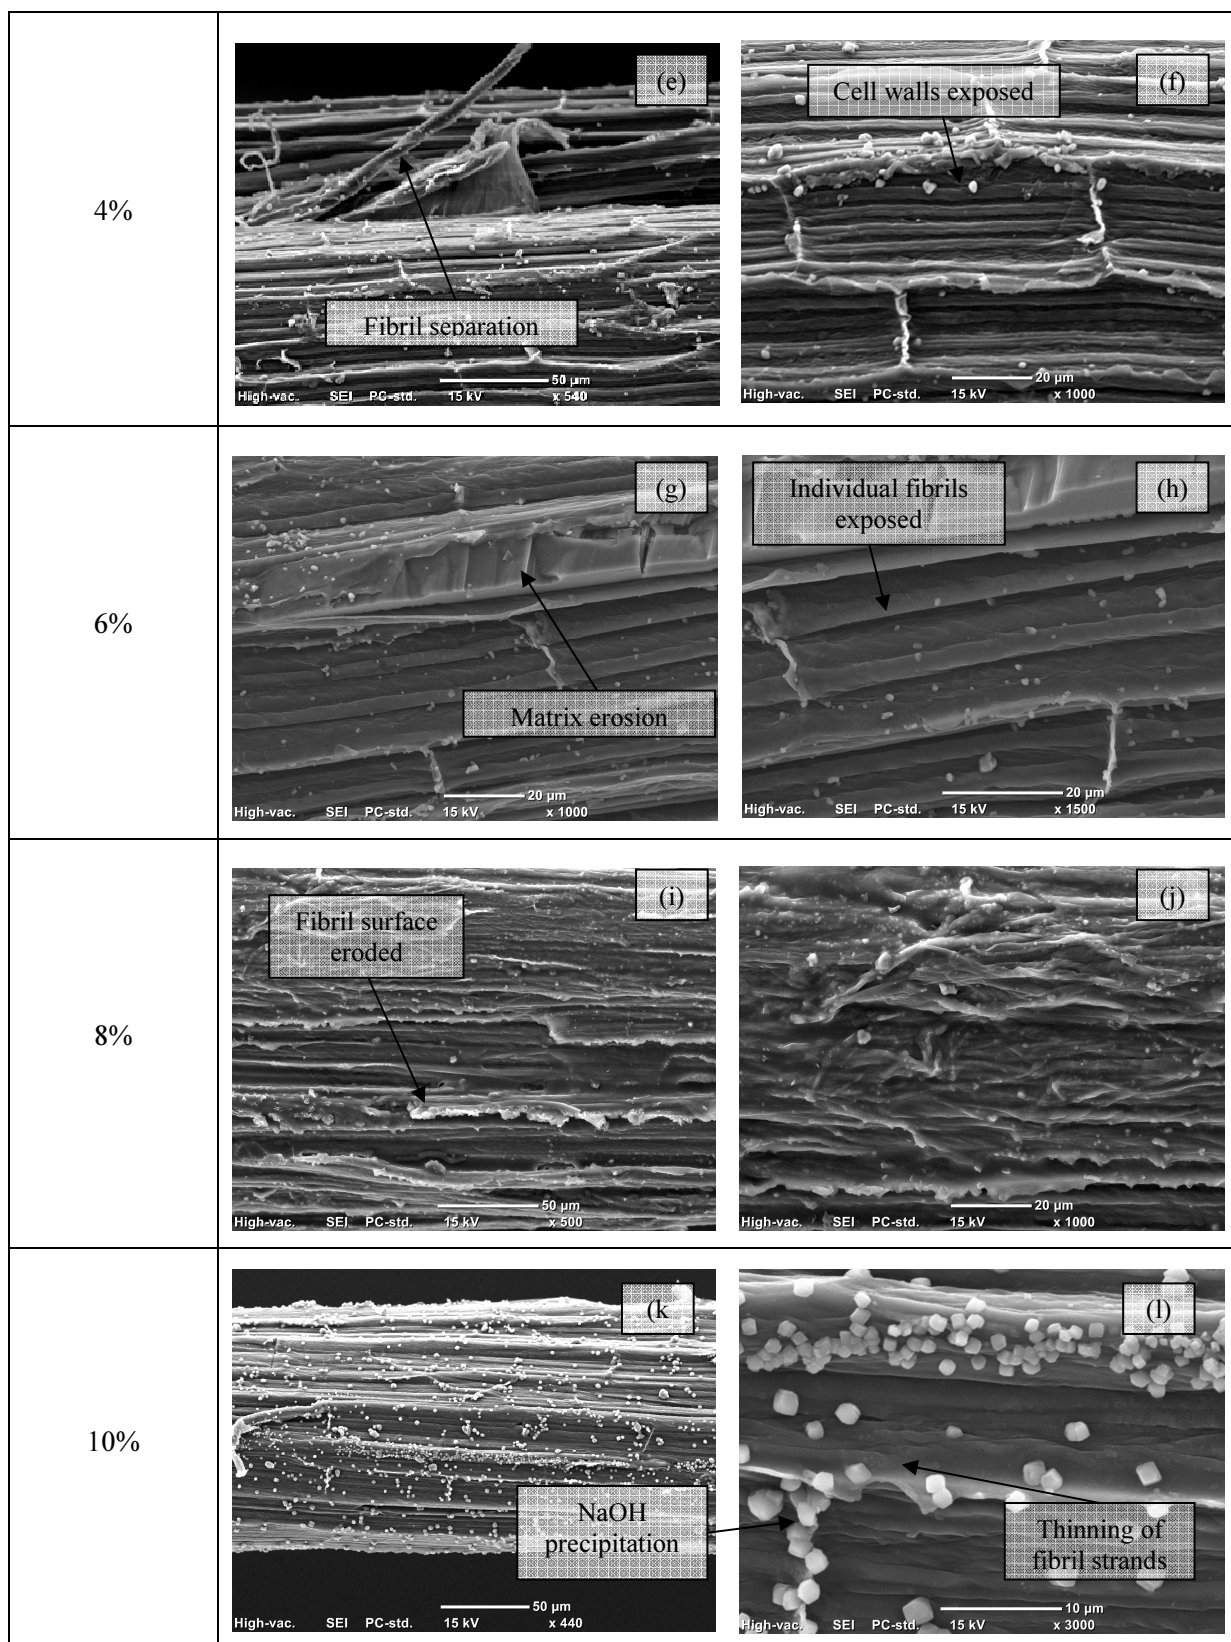 4%
(e)
Fibril separation
50 µm
High-vac. SEI PC-std. 15 kV x 540
(f)
Cell walls exposed
20 µm
High-vac. SEI PC-std. 15 kV x 1000
6%
(g)
Matrix erosion
20 µm
High-vac. SEI PC-std. 15 kV x 1000
(h)
Individual fibrils
exposed
20 µm
High-vac. SEI PC-std. 15 kV x 1500
8%
(i)
Fibril surface
eroded
50 µm
High-vac. SEI PC-std. 15 kV x 500
(j)
20 µm
High-vac. SEI PC-std. 15 kV x 1000
10%
(k
NaOH
precipitation
50 µm
High-vac. SEI PC-std. 15 kV x 440
(l)
Thinning of
fibril strands
10 µm
High-vac. SEI PC-std. 15 kV x 3000